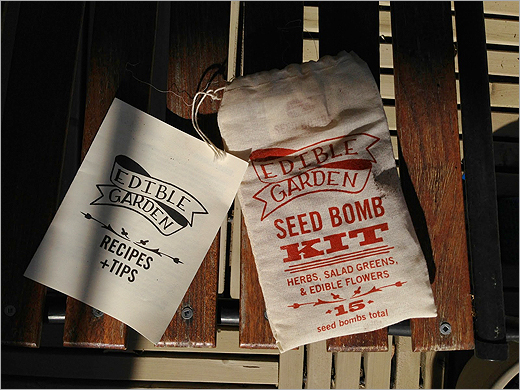 EDIBLE
GARDEN
RECIPES
+TIPS
EDIBLE
GARDEN
SEED BOMB
KIT
HERBS, SALAD GREENS,
& EDIBLE FLOWERS
15
seed bombs total